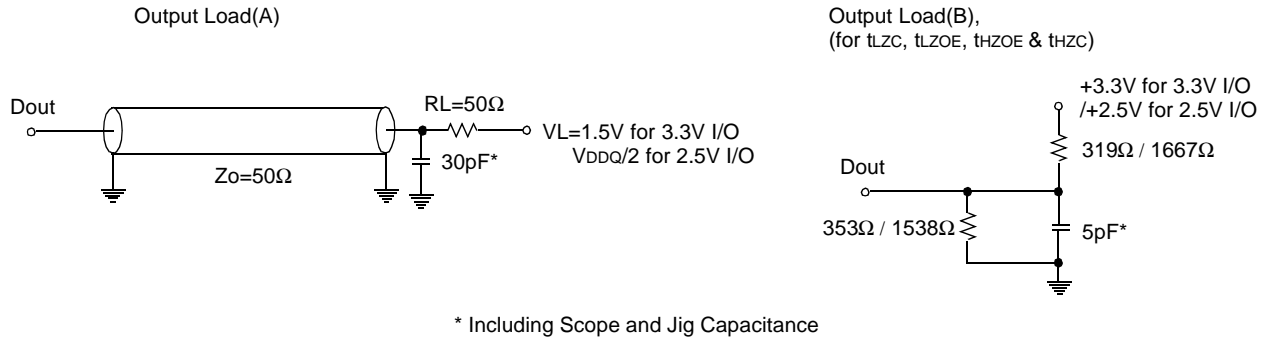 Output Load(A)
Dout
Zo=50Ω
RL=50Ω
30pF*
VL=1.5V for 3.3V I/O
VDDQ/2 for 2.5V I/O
Output Load(B),
(for tLZC, tLZOE, tHZOE & tHZC)
+3.3V for 3.3V I/O
/+2.5V for 2.5V I/O
319Ω / 1667Ω
Dout
353Ω / 1538Ω
5pF*
* Including Scope and Jig Capacitance